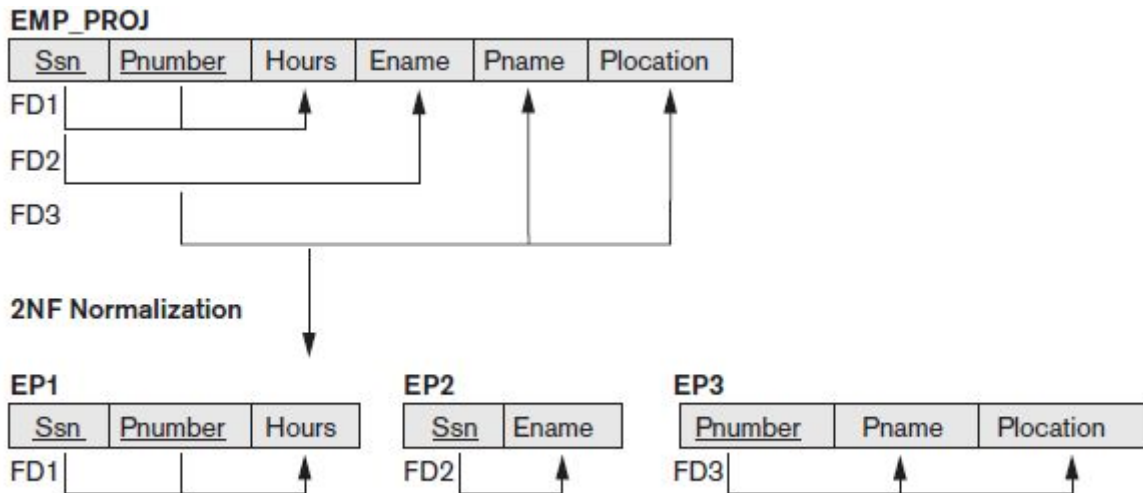 EMP_PROJ
Ssn Pnumber Hours Ename Pname Plocation
FD1
FD2
FD3
2NF Normalization
EP1 EP2 EP3
Ssn Pnumber Hours Ssn Ename Pnumber Pname Plocation
FD1 FD2 FD3